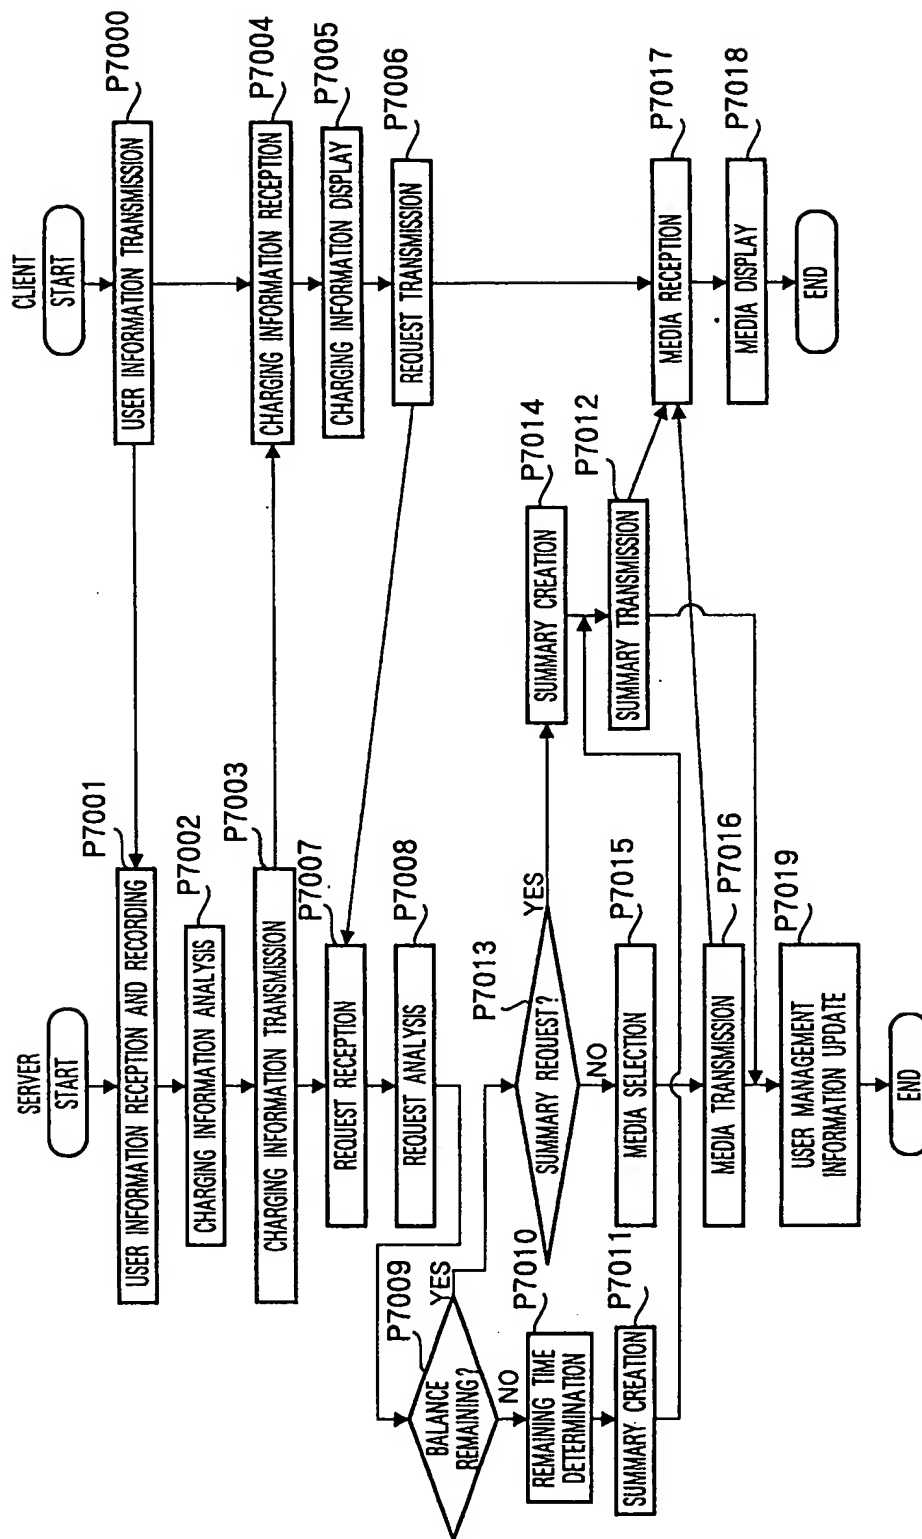 SERVER
START
P7001
USER INFORMATION RECEPTION AND RECORDING
P7002
CHARGING INFORMATION ANALYSIS
P7003
CHARGING INFORMATION TRANSMISSION
P7007
REQUEST RECEPTION
P7008
REQUEST ANALYSIS
P7009
BALANCE
REMAINING?
YES
NO
P7010
REMAINING TIME
DETERMINATION
P7011
SUMMARY CREATION
P7013
SUMMARY REQUEST?
YES
NO
P7014
SUMMARY CREATION
P7012
SUMMARY TRANSMISSION
P7015
MEDIA SELECTION
P7016
MEDIA TRANSMISSION
P7019
USER MANAGEMENT
INFORMATION UPDATE
END
CLIENT
START
P7000
USER INFORMATION TRANSMISSION
P7004
CHARGING INFORMATION RECEPTION
P7005
CHARGING INFORMATION DISPLAY
P7006
REQUEST TRANSMISSION
P7017
MEDIA RECEPTION
P7018
MEDIA DISPLAY
END